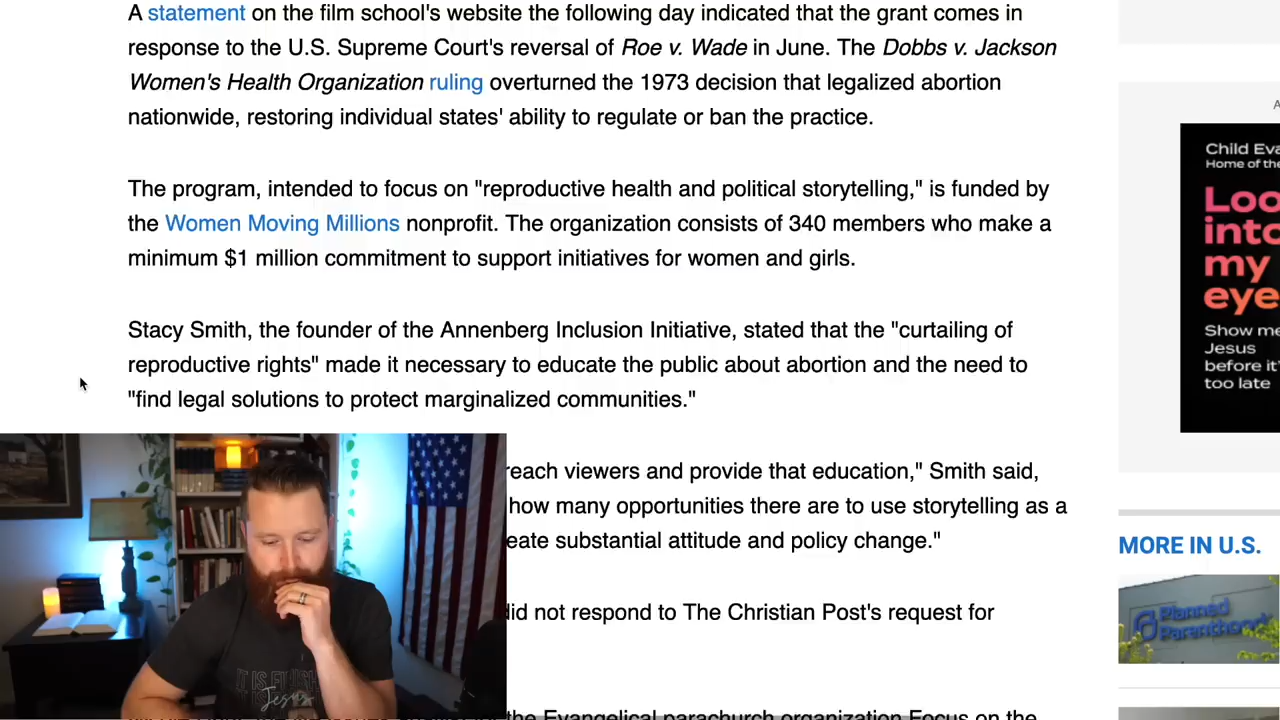 A statement on the film school's website the following day indicated that the grant comes in
response to the U.S. Supreme Court's reversal of Roe v. Wade in June. The Dobbs v. Jackson
Women's Health Organization ruling overturned the 1973 decision that legalized abortion
nationwide, restoring individual states' ability to regulate or ban the practice.
The program, intended to focus on "reproductive health and political storytelling," is funded by
the Women Moving Millions nonprofit. The organization consists of 340 members who make a
minimum $1 million commitment to support initiatives for women and girls.
Stacy Smith, the founder of the Annenberg Inclusion Initiative, stated that the "curtailing of
reproductive rights" made it necessary to educate the public about abortion and the need to
"find legal solutions to protect marginalized communities."
reach viewers and provide that education," Smith said,
how many opportunities there are to use storytelling as a
eate substantial attitude and policy change."
did not respond to The Christian Post's request for
the Evangelical parachurch organization Focus on the
A
Child Eva
Home of the
Loo
into
my
eye
Show me
Jesus
before it'
too late
MORE IN U.S.
Planned
Parenthood
IT IS FINISH
Jesus